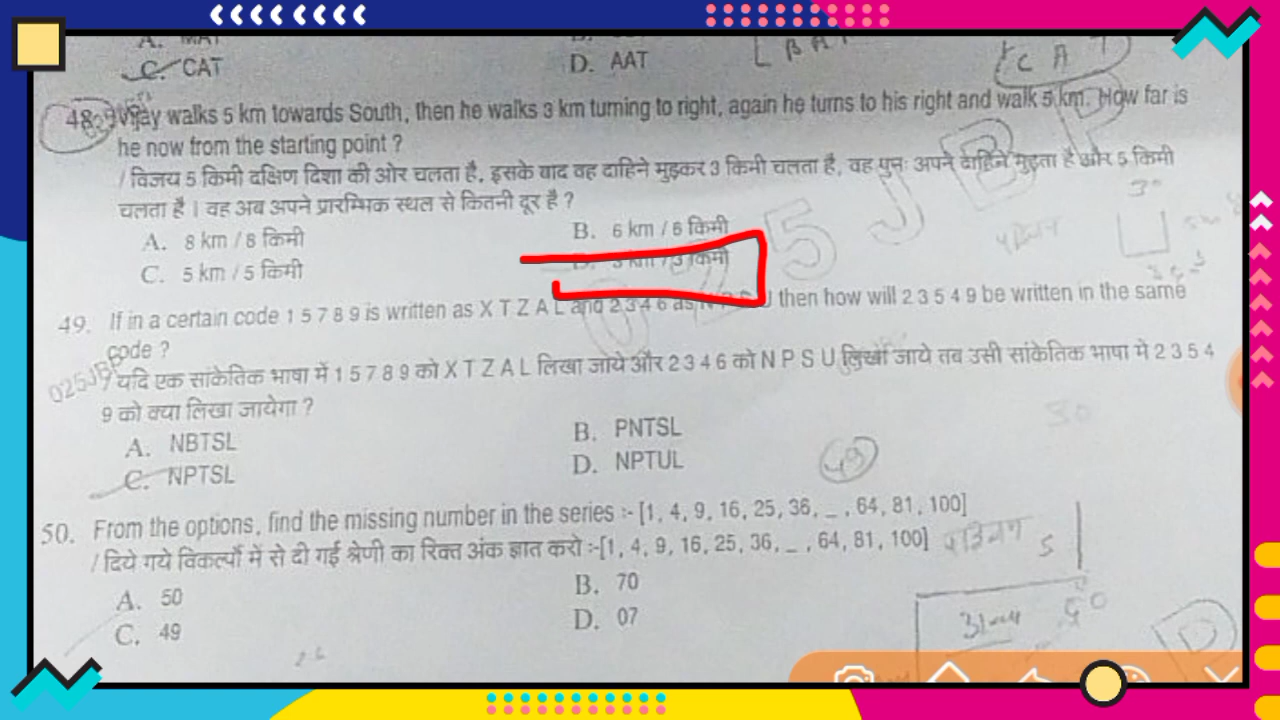 A. MAT
C. CAT
D. AAT
B A T
C A T
48. Vijay walks 5 km towards South, then he walks 3 km turning to right, again he turns to his right and walk 5 km. How far is
he now from the starting point ?
/ विजय 5 किमी दक्षिण दिशा की ओर चलता है, इसके बाद वह दाहिने मुड़कर 3 किमी चलता है, वह पुनः अपने दाहिने मुड़ता है और 5 किमी
चलता है । वह अब अपने प्रारम्भिक स्थल से कितनी दूर है ?
A. 8 km / 8 किमी
B. 6 km / 6 किमी
C. 5 km / 5 किमी
D. 3 km / 3 किमी
49. If in a certain code 1 5 7 8 9 is written as X T Z A L and 2 3 4 6 as N P S U then how will 2 3 5 4 9 be written in the same
code ?
/ यदि एक सांकेतिक भाषा में 1 5 7 8 9 को X T Z A L लिखा जाये और 2 3 4 6 को N P S U लिखा जाये तब उसी सांकेतिक भाषा मे 2 3 5 4
9 को क्या लिखा जायेगा ?
A. NBTSL
B. PNTSL
C. NPTSL
D. NPTUL
49
50. From the options, find the missing number in the series :- [1, 4, 9, 16, 25, 36, _ , 64, 81, 100]
/ दिये गये विकल्पों में से दी गई श्रेणी का रिक्त अंक ज्ञात करो :-[1, 4, 9, 16, 25, 36, _ , 64, 81, 100]
A. 50
B. 70
C. 49
D. 07
025JBP